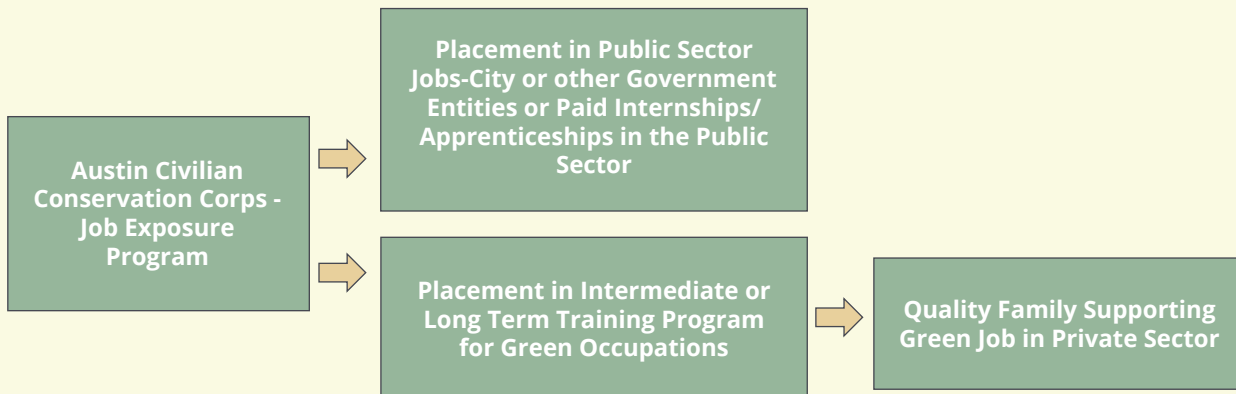 Placement in Public Sector
Jobs-City or other Government
Entities or Paid Internships/
Apprenticeships in the Public
Sector
Austin Civilian
Conservation Corps -
Job Exposure
Program
Placement in Intermediate or
Long Term Training Program
for Green Occupations
Quality Family Supporting
Green Job in Private Sector